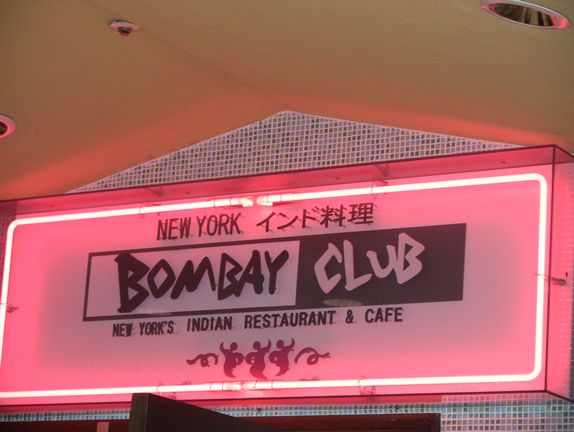 NEW YORK インド料理
BOMBAY CLUB
NEW YORK'S INDIAN RESTAURANT & CAFE